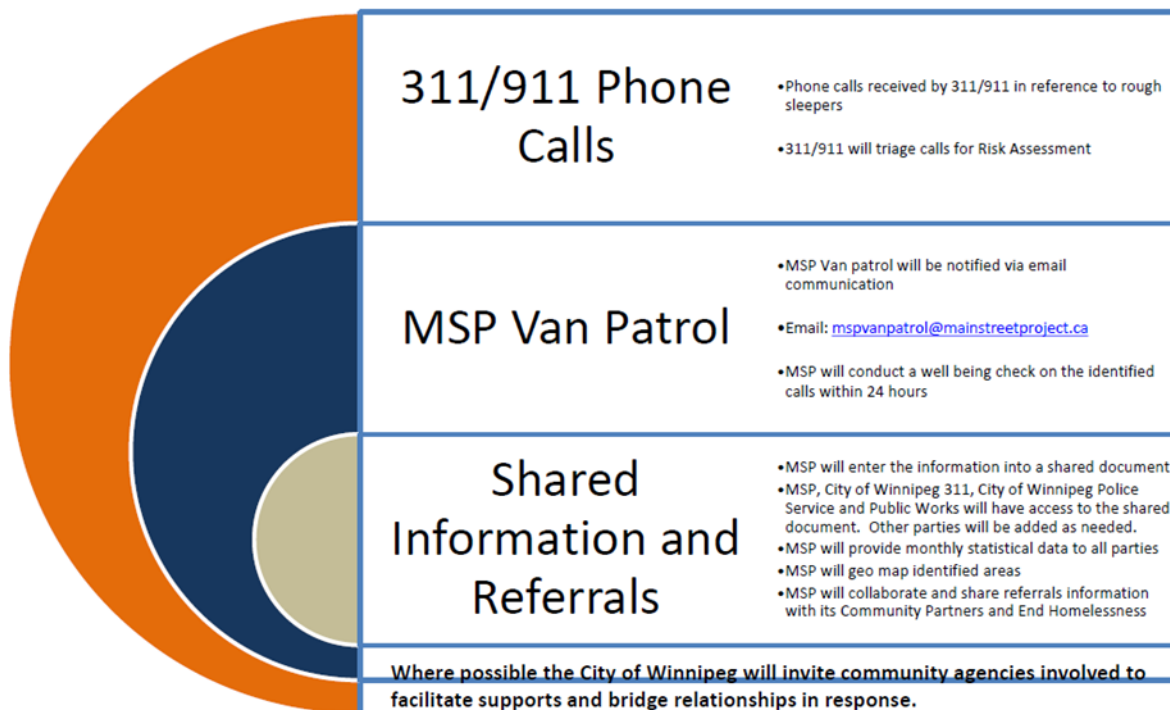 311/911 Phone
Calls
•Phone calls received by 311/911 in reference to rough
sleepers
•311/911 will triage calls for Risk Assessment
MSP Van Patrol
•MSP Van patrol will be notified via email
communication
•Email: mspvanpatrol@mainstreetproject.ca
•MSP will conduct a well being check on the identified
calls within 24 hours
Shared
Information and
Referrals
•MSP will enter the information into a shared document
•MSP, City of Winnipeg 311, City of Winnipeg Police
Service and Public Works will have access to the shared
document.  Other parties will be added as needed.
•MSP will provide monthly statistical data to all parties
•MSP will geo map identified areas
•MSP will collaborate and share referrals information
with its Community Partners and End Homelessness
Where possible the City of Winnipeg will invite community agencies involved to
facilitate supports and bridge relationships in response.